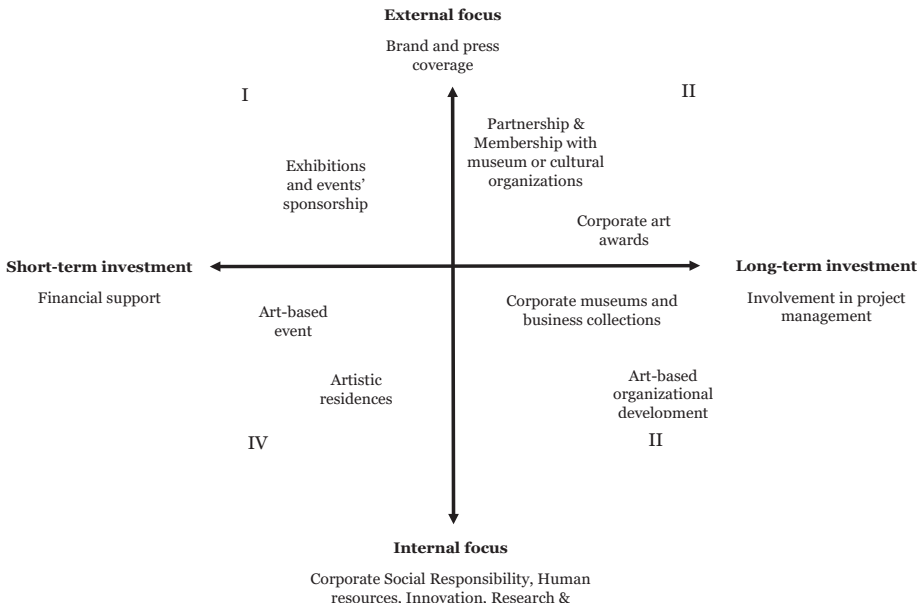 External focus
Brand and press
coverage
I
II
Partnership &
Membership with
museum or cultural
organizations
Exhibitions
and events’
sponsorship
Corporate art
awards
Short-term investment
Long-term investment
Financial support
Corporate museums and
business collections
Involvement in project
management
Art-based
event
Artistic
residences
Art-based
organizational
development
IV
II
Internal focus
Corporate Social Responsibility, Human
resources, Innovation, Research &